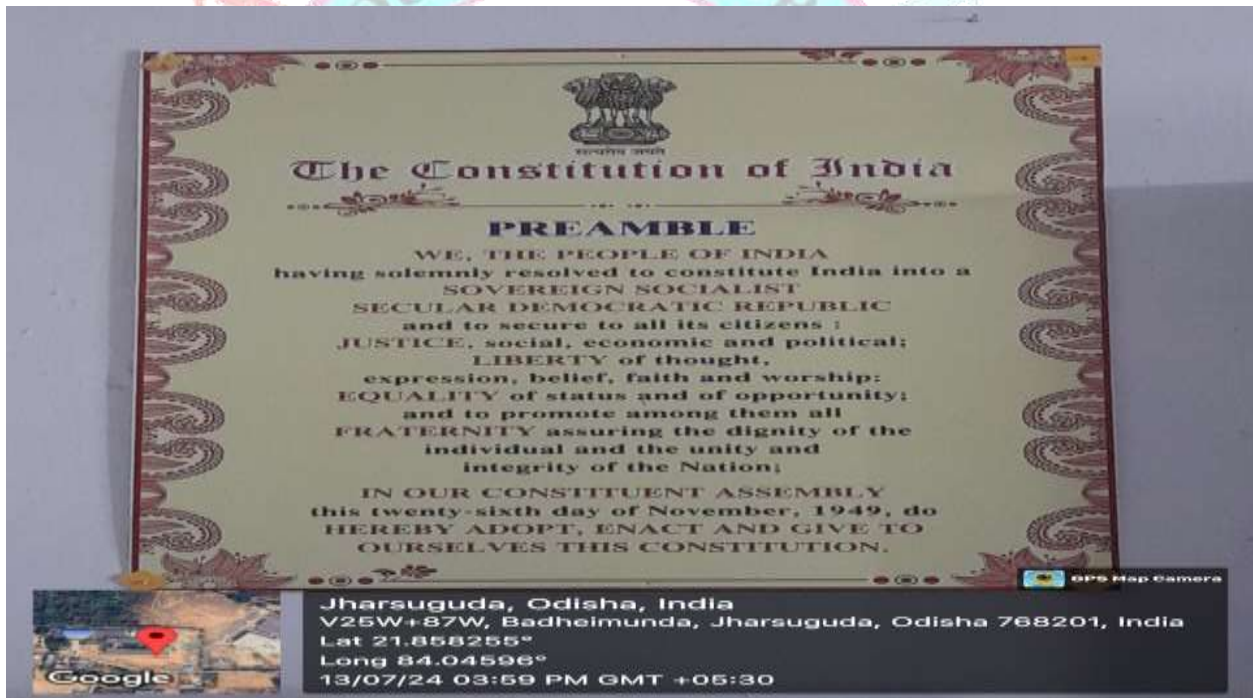 सत्यमेव जयते
The Constitution of India
PREAMBLE
WE, THE PEOPLE OF INDIA
having solemnly resolved to constitute India into a
SOVEREIGN SOCIALIST
SECULAR DEMOCRATIC REPUBLIC
and to secure to all its citizens :
JUSTICE, social, economic and political;
LIBERTY of thought,
expression, belief, faith and worship;
EQUALITY of status and of opportunity;
and to promote among them all
FRATERNITY assuring the dignity of the
individual and the unity and
integrity of the Nation;
IN OUR CONSTITUENT ASSEMBLY
this twenty-sixth day of November, 1949, do
HEREBY ADOPT, ENACT AND GIVE TO
OURSELVES THIS CONSTITUTION.
GPS Map Camera
Jharsuguda, Odisha, India
V25W+87W, Badheimunda, Jharsuguda, Odisha 768201, India
Lat 21.858255°
Long 84.04596°
13/07/24 03:59 PM GMT +05:30
Google